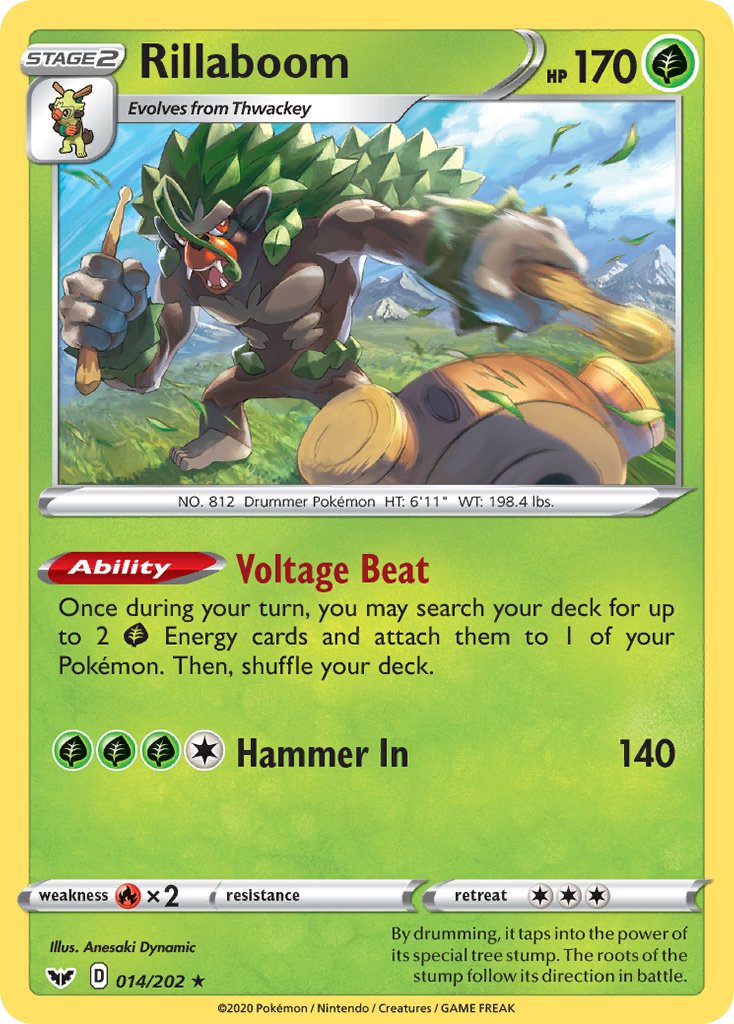 STAGE 2
Rillaboom
HP 170
Evolves from Thwackey
NO. 812 Drummer Pokémon HT: 6'11" WT: 198.4 lbs.
Ability Voltage Beat
Once during your turn, you may search your deck for up
to 2 Energy cards and attach them to 1 of your
Pokémon. Then, shuffle your deck.
Hammer In 140
weakness ×2 resistance retreat
Illus. Anesaki Dynamic
By drumming, it taps into the power of
its special tree stump. The roots of the
stump follow its direction in battle.
D 014/202 ★
©2020 Pokémon / Nintendo / Creatures / GAME FREAK